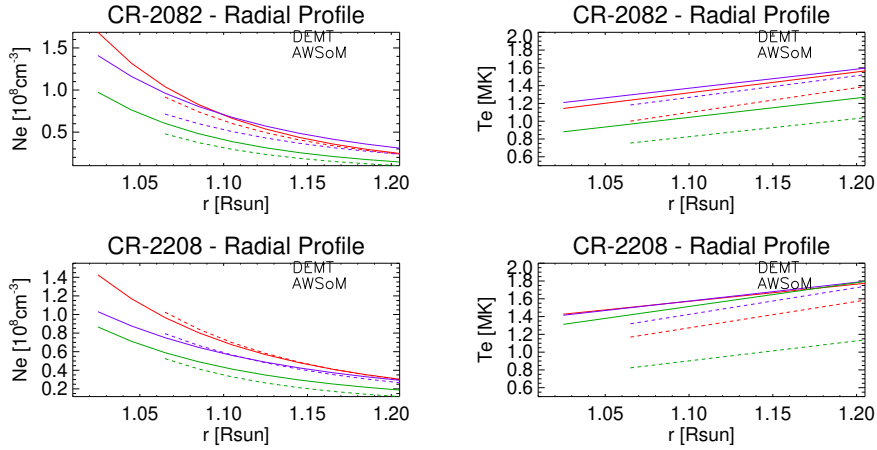 CR-2082 - Radial Profile
DEMT
AWSoM
Ne [10⁸cm⁻³]
1.5
1.0
0.5
1.05 1.10 1.15 1.20
r [Rsun]
CR-2082 - Radial Profile
DEMT
AWSoM
Te [MK]
2.0
1.8
1.6
1.4
1.2
1.0
0.8
0.6
1.05 1.10 1.15 1.20
r [Rsun]
CR-2208 - Radial Profile
DEMT
AWSoM
Ne [10⁸cm⁻³]
1.4
1.2
1.0
0.8
0.6
0.4
0.2
1.05 1.10 1.15 1.20
r [Rsun]
CR-2208 - Radial Profile
DEMT
AWSoM
Te [MK]
2.0
1.8
1.6
1.4
1.2
1.0
0.8
0.6
1.05 1.10 1.15 1.20
r [Rsun]